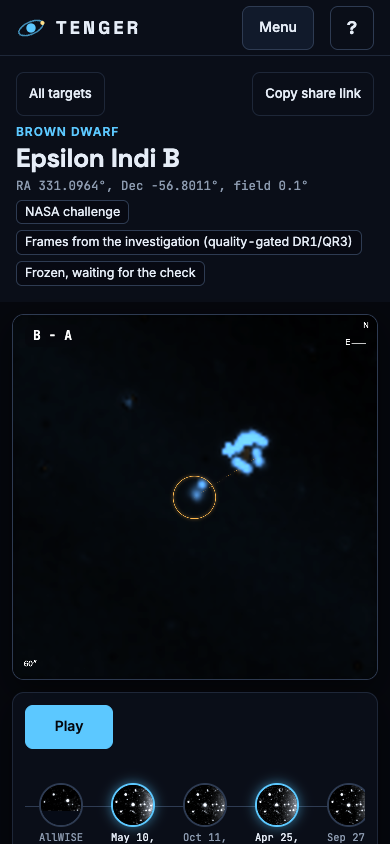 TENGER
Menu
?
All targets
Copy share link
BROWN DWARF
Epsilon Indi B
RA 331.0964°, Dec -56.8011°, field 0.1°
NASA challenge
Frames from the investigation (quality-gated DR1/QR3)
Frozen, waiting for the check
B - A
N
E
60"
Play
AllWISE
May 10,
Oct 11,
Apr 25,
Sep 27